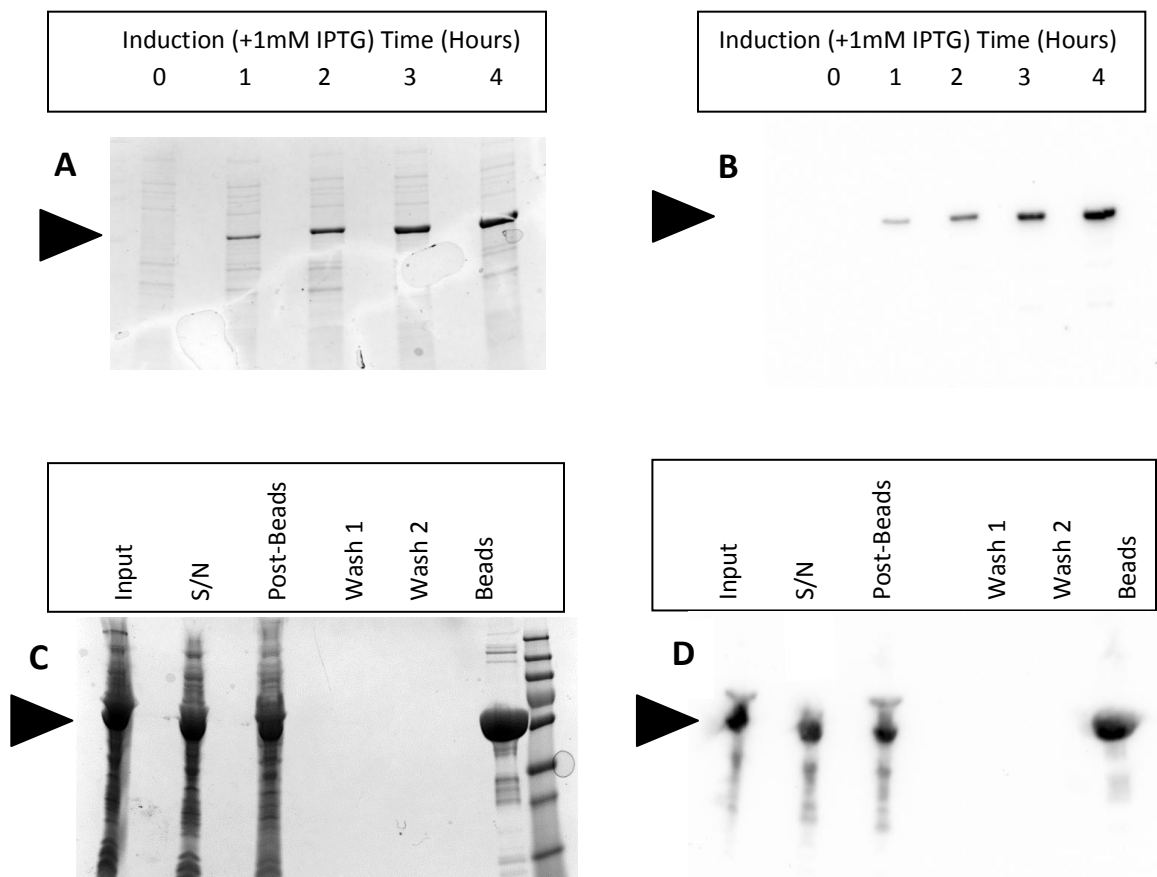 Induction (+1mM IPTG) Time (Hours)
0 1 2 3 4
A
Induction (+1mM IPTG) Time (Hours)
0 1 2 3 4
B
Input S/N Post-Beads Wash 1 Wash 2 Beads
C
Input S/N Post-Beads Wash 1 Wash 2 Beads
D